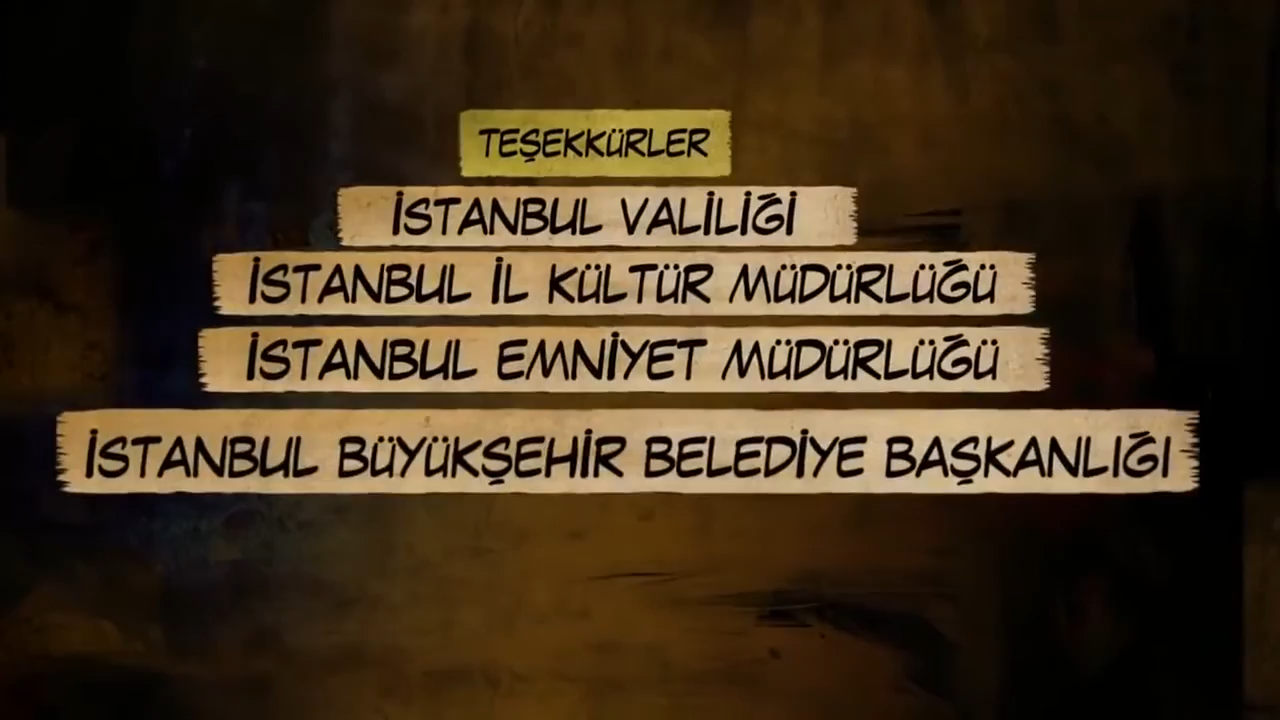 TEŞEKKÜRLER
İSTANBUL VALİLİĞİ
İSTANBUL İL KÜLTÜR MÜDÜRLÜĞÜ
İSTANBUL EMNİYET MÜDÜRLÜĞÜ
İSTANBUL BÜYÜKŞEHİR BELEDİYE BAŞKANLIĞI